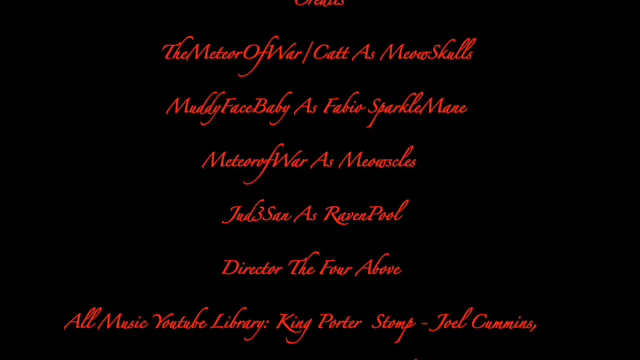 Credits
TheMeteorOfWar/Catt As MeowSkulls
MuddyFaceBaby As Fabio SparkleMane
MeteorofWar As Meowscles
Jud3San As RavenPool
Director The Four Above
All Music Youtube Library: King Porter Stomp - Joel Cummins,